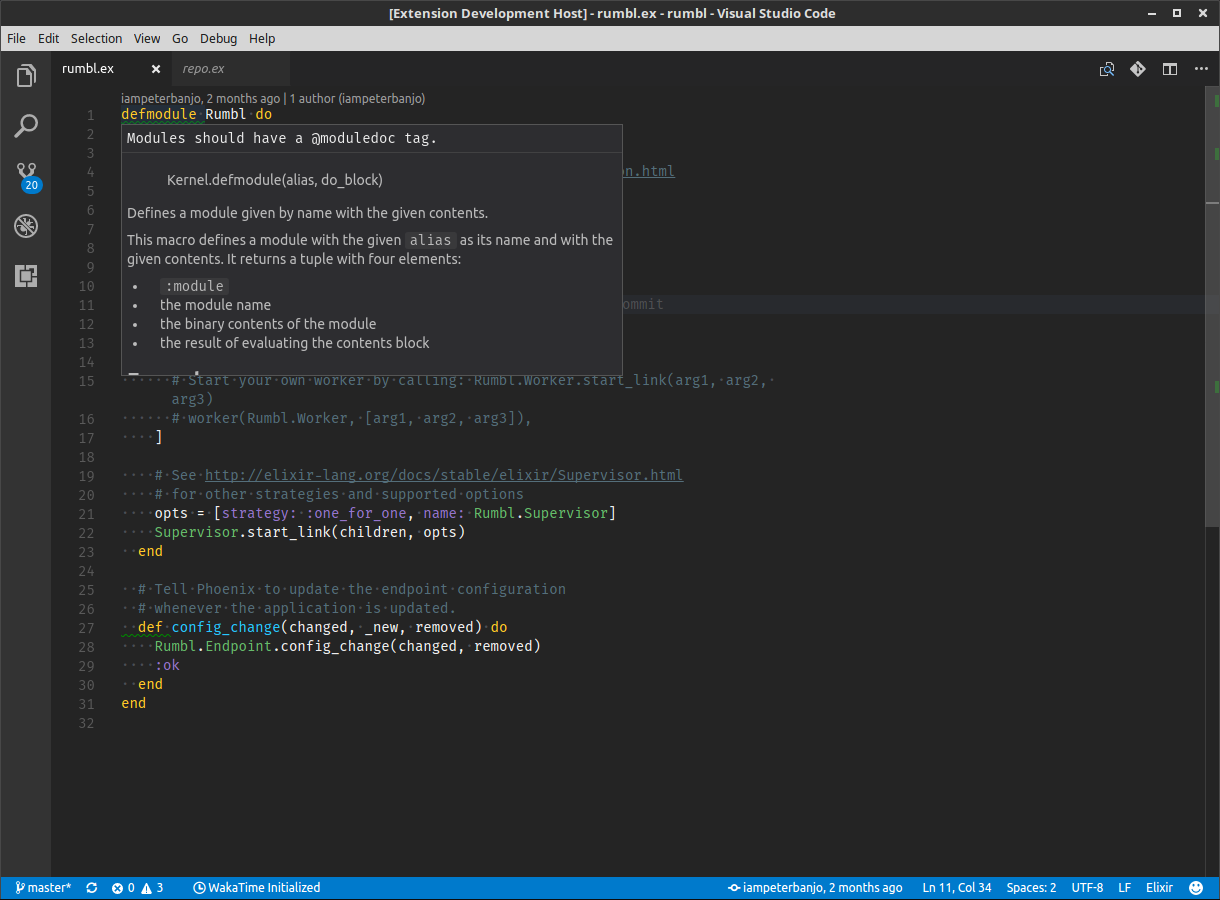 [Extension Development Host] - rumbl.ex - rumbl - Visual Studio Code
File Edit Selection View Go Debug Help
rumbl.ex repo.ex
iampeterbanjo, 2 months ago | 1 author (iampeterbanjo)
1 defmodule Rumbl do
2
Modules should have a @moduledoc tag.
3
4 n.html
5 Kernel.defmodule(alias, do_block)
6
Defines a module given by name with the given contents.
7
8 This macro defines a module with the given alias as its name and with the
9 given contents. It returns a tuple with four elements:
10 • :module
11 • the module name ommit
12 • the binary contents of the module
13 • the result of evaluating the contents block
14
15 # Start your own worker by calling: Rumbl.Worker.start_link(arg1, arg2,
arg3)
16 # worker(Rumbl.Worker, [arg1, arg2, arg3]),
17 ]
18
19 # See http://elixir-lang.org/docs/stable/elixir/Supervisor.html
20 # for other strategies and supported options
21 opts = [strategy: :one_for_one, name: Rumbl.Supervisor]
22 Supervisor.start_link(children, opts)
23 end
24
25 # Tell Phoenix to update the endpoint configuration
26 # whenever the application is updated.
27 def config_change(changed, _new, removed) do
28 Rumbl.Endpoint.config_change(changed, removed)
29 :ok
30 end
31 end
32
20
master* 0 3 WakaTime Initialized iampeterbanjo, 2 months ago Ln 11, Col 34 Spaces: 2 UTF-8 LF Elixir